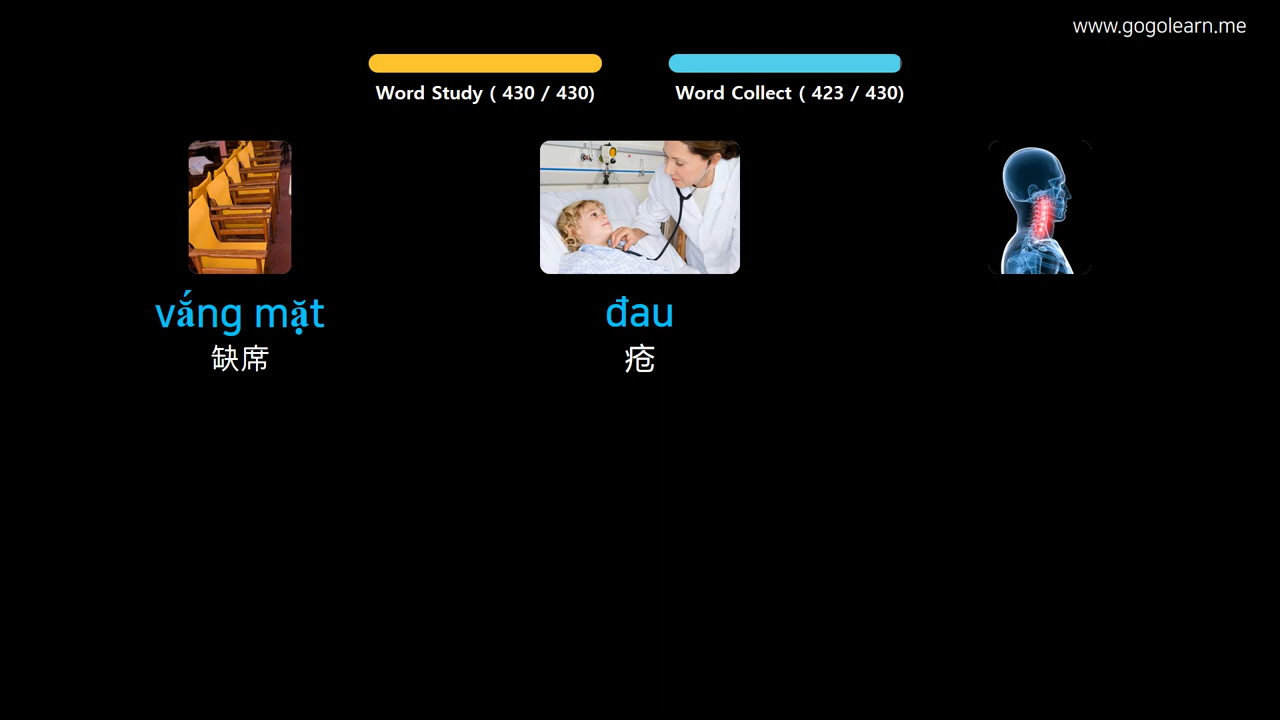 www.gogolearn.me
Word Study ( 430 / 430)
Word Collect ( 423 / 430)
vắng mặt
缺席
đau
疮